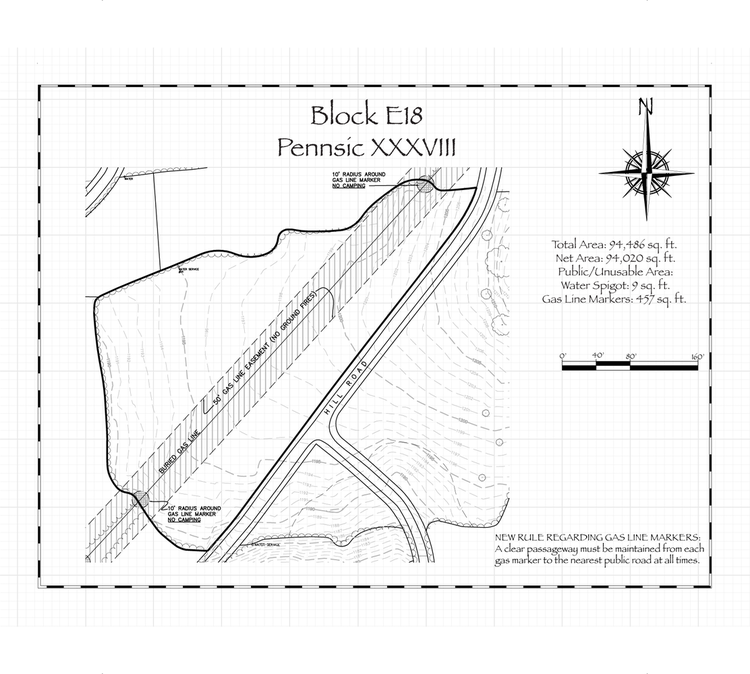 Block E18
Pennsic XXXVIII
N
10' RADIUS AROUND
GAS LINE MARKER
NO CAMPING
Total Area: 94,486 sq. ft.
Net Area: 94,020 sq. ft.
Public/Unusable Area:
Water Spigot: 9 sq. ft.
Gas Line Markers: 457 sq. ft.
0' 40' 80' 160'
50' GAS LINE EASEMENT (NO GROUND FIRES)
HILL ROAD
BURIED GAS LINE
10' RADIUS AROUND
GAS LINE MARKER
NO CAMPING
NEW RULE REGARDING GAS LINE MARKERS:
A clear passageway must be maintained from each
gas marker to the nearest public road at all times.